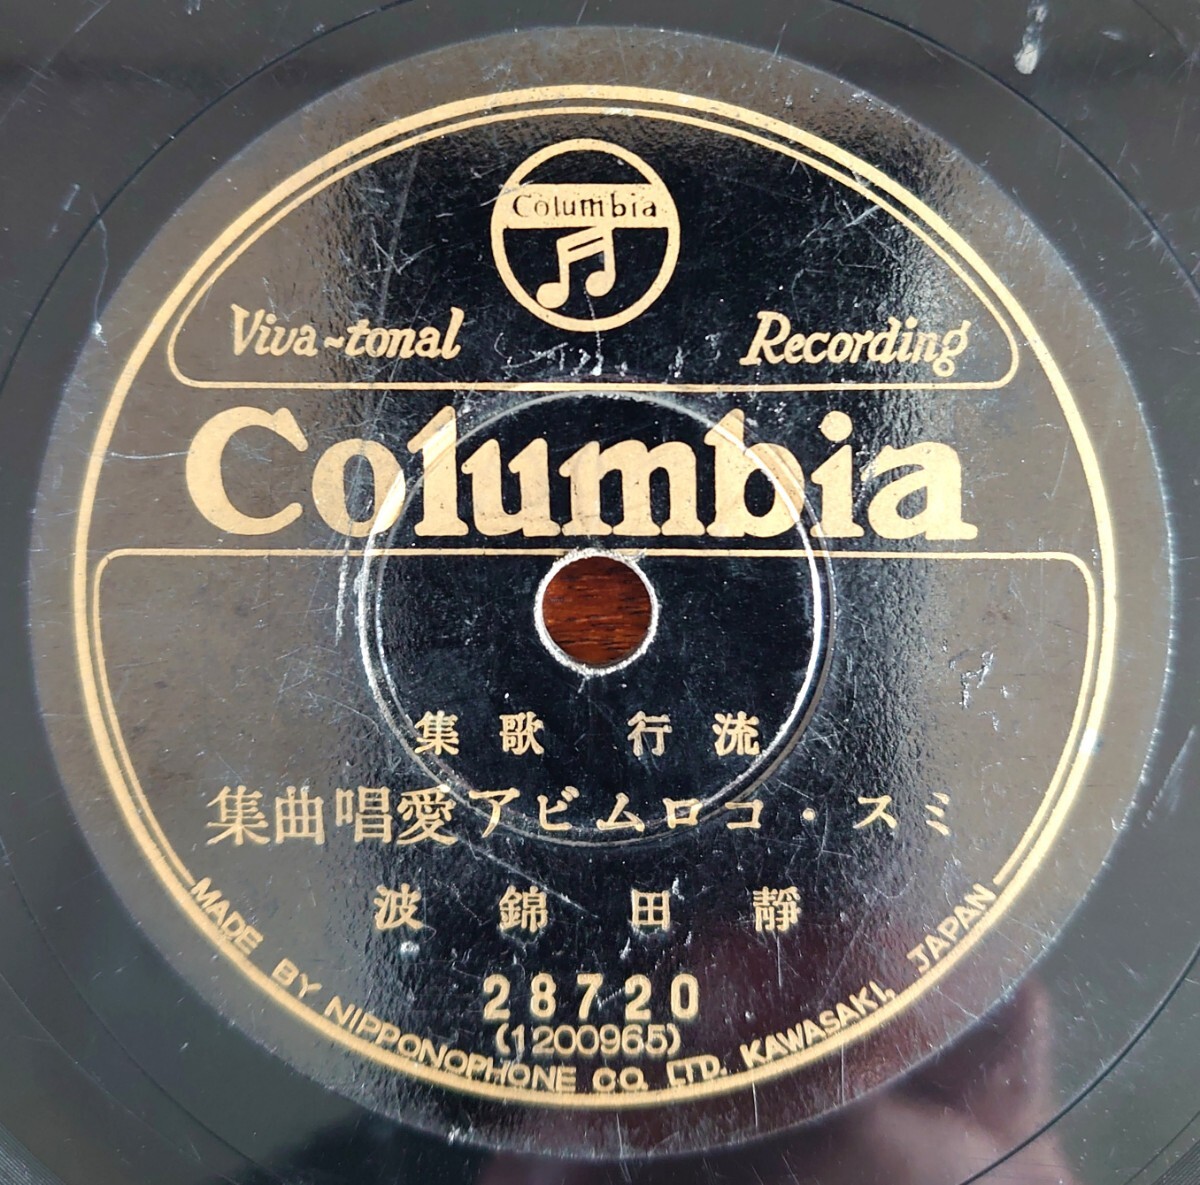 Columbia
Viva-tonal Recording
Columbia
流行歌集
ミス・コロムビア愛唱曲集
靜田錦波
28720
(1200965)
MADE BY NIPPONOPHONE CO. LTD. KAWASAKI, JAPAN